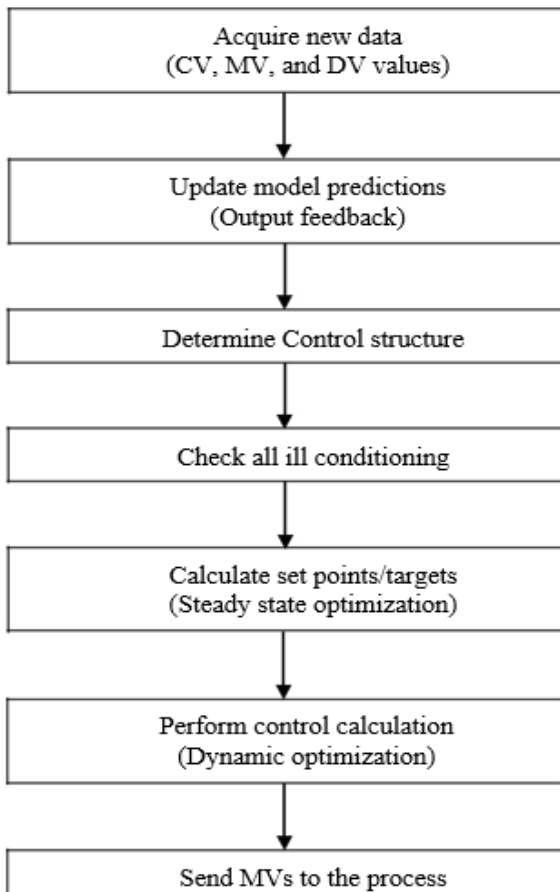 Acquire new data
(CV, MV, and DV values)
Update model predictions
(Output feedback)
Determine Control structure
Check all ill conditioning
Calculate set points/targets
(Steady state optimization)
Perform control calculation
(Dynamic optimization)
Send MVs to the process